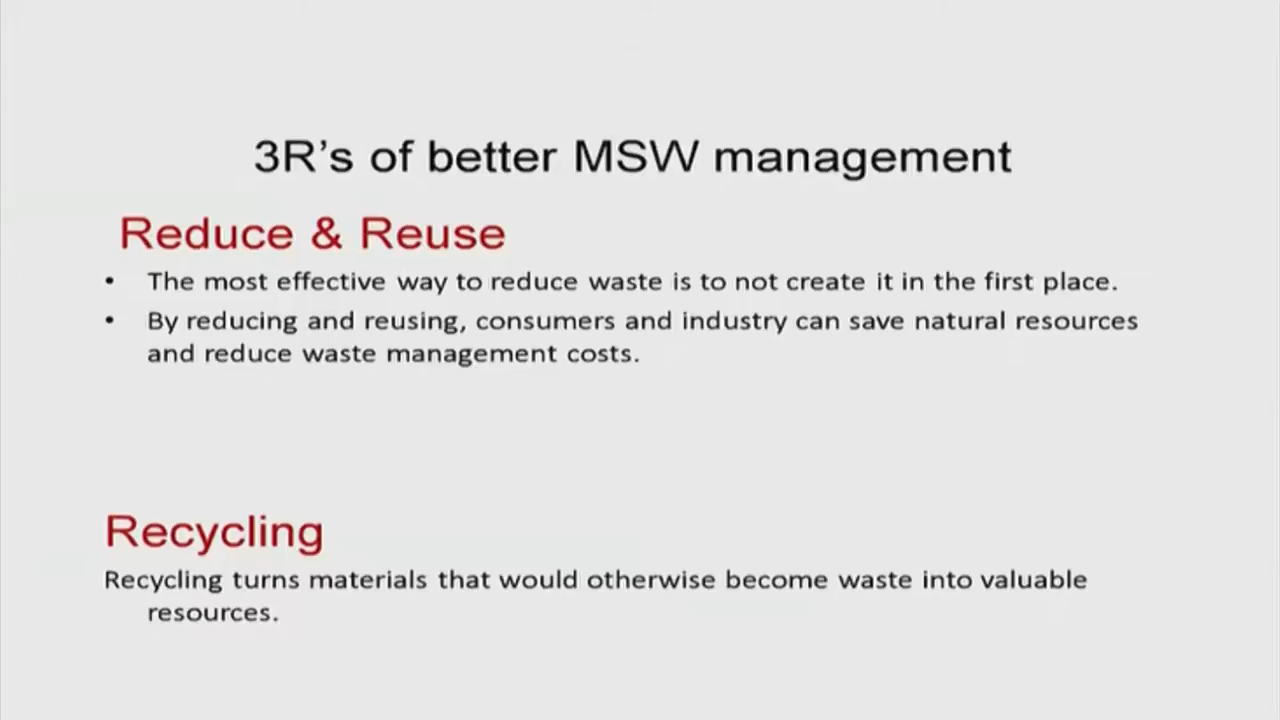 3R’s of better MSW management
Reduce & Reuse
• The most effective way to reduce waste is to not create it in the first place.
• By reducing and reusing, consumers and industry can save natural resources
and reduce waste management costs.
Recycling
Recycling turns materials that would otherwise become waste into valuable
resources.